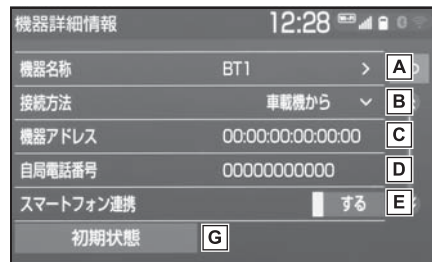 機器詳細情報 12:28
機器名称 BT1 > A
接続方法 車載機から B
機器アドレス 00:00:00:00:00:00 C
自局電話番号 00000000000 D
スマートフォン連携 する E
初期状態 G